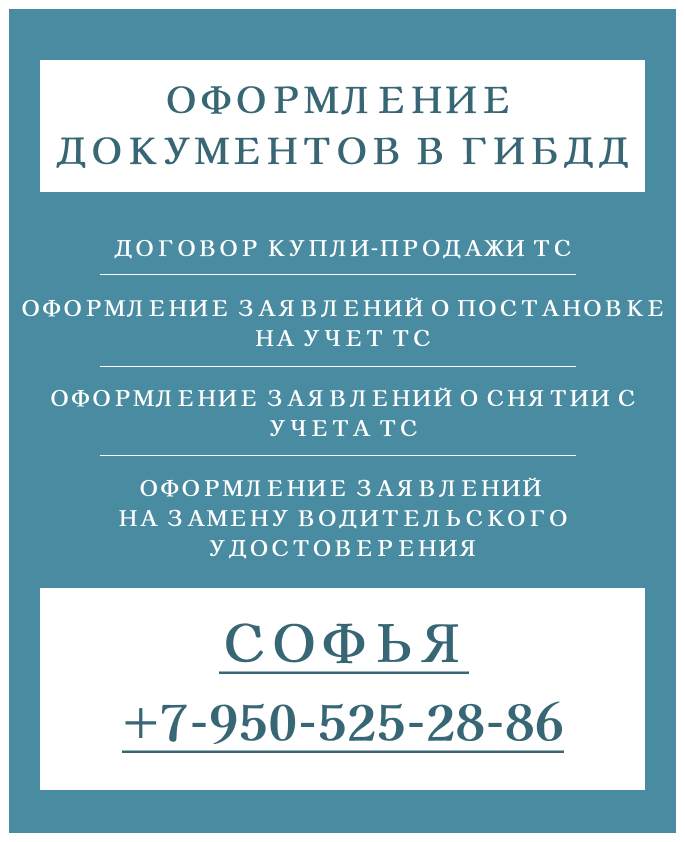 ОФОРМЛЕНИЕ
ДОКУМЕНТОВ В ГИБДД
ДОГОВОР КУПЛИ-ПРОДАЖИ ТС
ОФОРМЛЕНИЕ ЗАЯВЛЕНИЙ О ПОСТАНОВКЕ
НА УЧЕТ ТС
ОФОРМЛЕНИЕ ЗАЯВЛЕНИЙ О СНЯТИИ С
УЧЕТА ТС
ОФОРМЛЕНИЕ ЗАЯВЛЕНИЙ
НА ЗАМЕНУ ВОДИТЕЛЬСКОГО
УДОСТОВЕРЕНИЯ
СОФЬЯ
+7-950-525-28-86